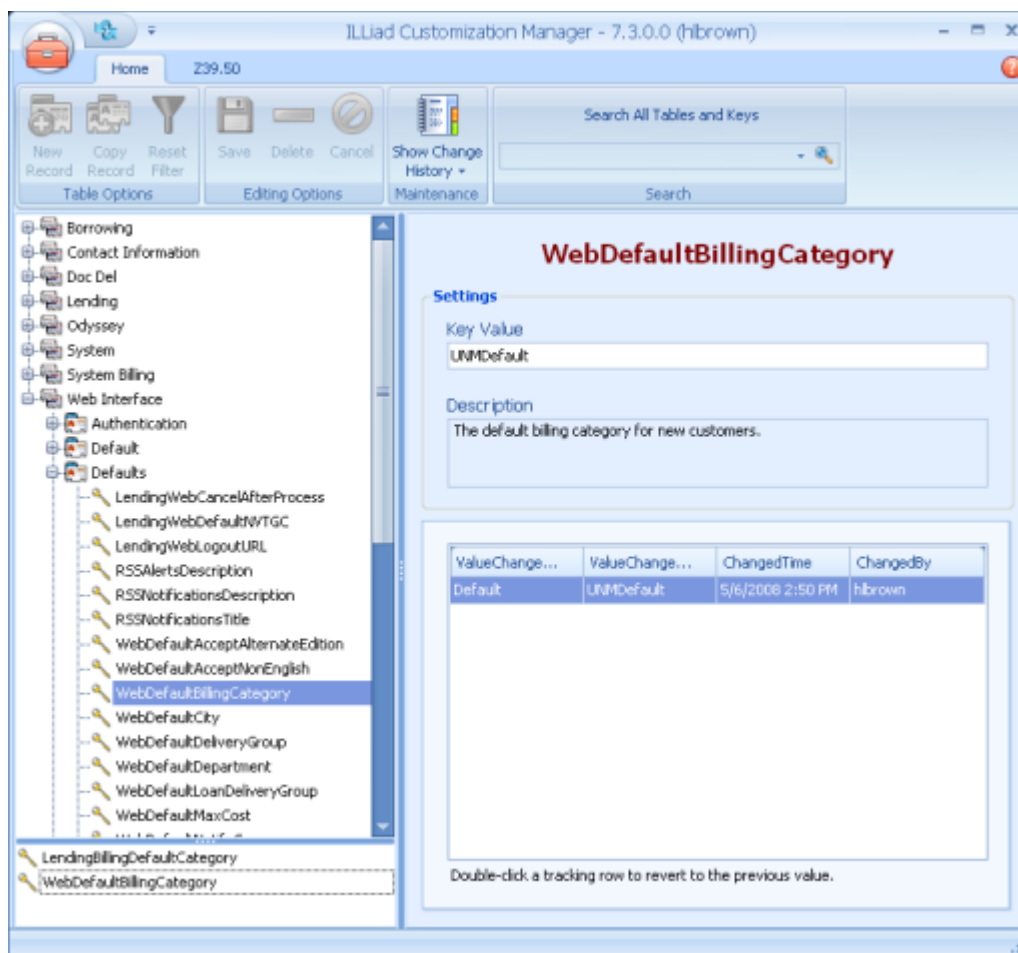 ILLiad Customization Manager - 7.3.0.0 (hlbrown)
Home Z39.50
New Record
Copy Record
Reset Filter
Save Delete Cancel
Show Change History
Search All Tables and Keys
Table Options
Editing Options
Maintenance
Search
Borrowing
Contact Information
Doc Del
Lending
Odyssey
System
System Billing
Web Interface
Authentication
Default
Defaults
LendingWebCancelAfterProcess
LendingWebDefaultNVTGC
LendingWebLogoutURL
RSSAlertsDescription
RSSNotificationsDescription
RSSNotificationsTitle
WebDefaultAcceptAlternateEdition
WebDefaultAcceptNonEnglish
WebDefaultBillingCategory
WebDefaultCity
WebDefaultDeliveryGroup
WebDefaultDepartment
WebDefaultLoanDeliveryGroup
WebDefaultMaxCost
LendingBillingDefaultCategory
WebDefaultBillingCategory
WebDefaultBillingCategory
Settings
Key Value
UNMDefault
Description
The default billing category for new customers.
ValueChange... ValueChange... ChangedTime ChangedBy
Default UNMDefault 5/6/2008 2:50 PM hlbrown
Double-click a tracking row to revert to the previous value.